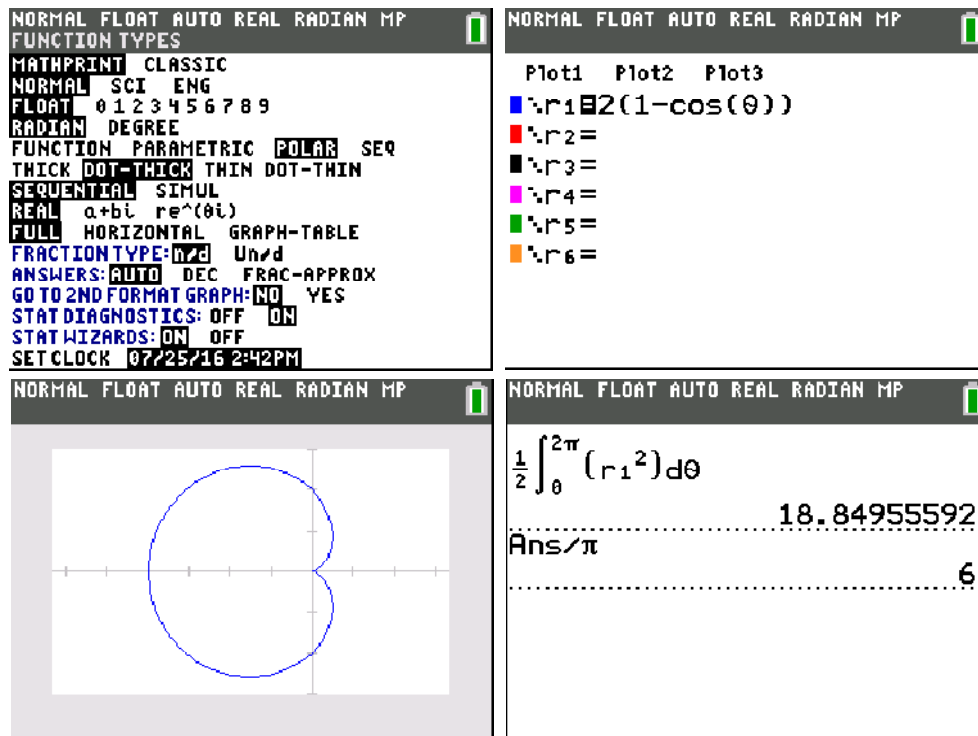 NORMAL FLOAT AUTO REAL RADIAN MP
FUNCTION TYPES
MATHPRINT CLASSIC
NORMAL SCI ENG
FLOAT 0 1 2 3 4 5 6 7 8 9
RADIAN DEGREE
FUNCTION PARAMETRIC POLAR SEQ
THICK DOT-THICK THIN DOT-THIN
SEQUENTIAL SIMUL
REAL a+bi re^(θi)
FULL HORIZONTAL GRAPH-TABLE
FRACTION TYPE: n/d Un/d
ANSWERS: AUTO DEC FRAC-APPROX
GO TO 2ND FORMAT GRAPH: NO YES
STAT DIAGNOSTICS: OFF ON
STAT WIZARDS: ON OFF
SET CLOCK 07/25/16 2:42PM
NORMAL FLOAT AUTO REAL RADIAN MP
Plot1 Plot2 Plot3
\r1=2(1-cos(θ))
\r2=
\r3=
\r4=
\r5=
\r6=
NORMAL FLOAT AUTO REAL RADIAN MP
NORMAL FLOAT AUTO REAL RADIAN MP
1/2 ∫₀^2π (r1²)dθ
18.84955592
Ans/π
6